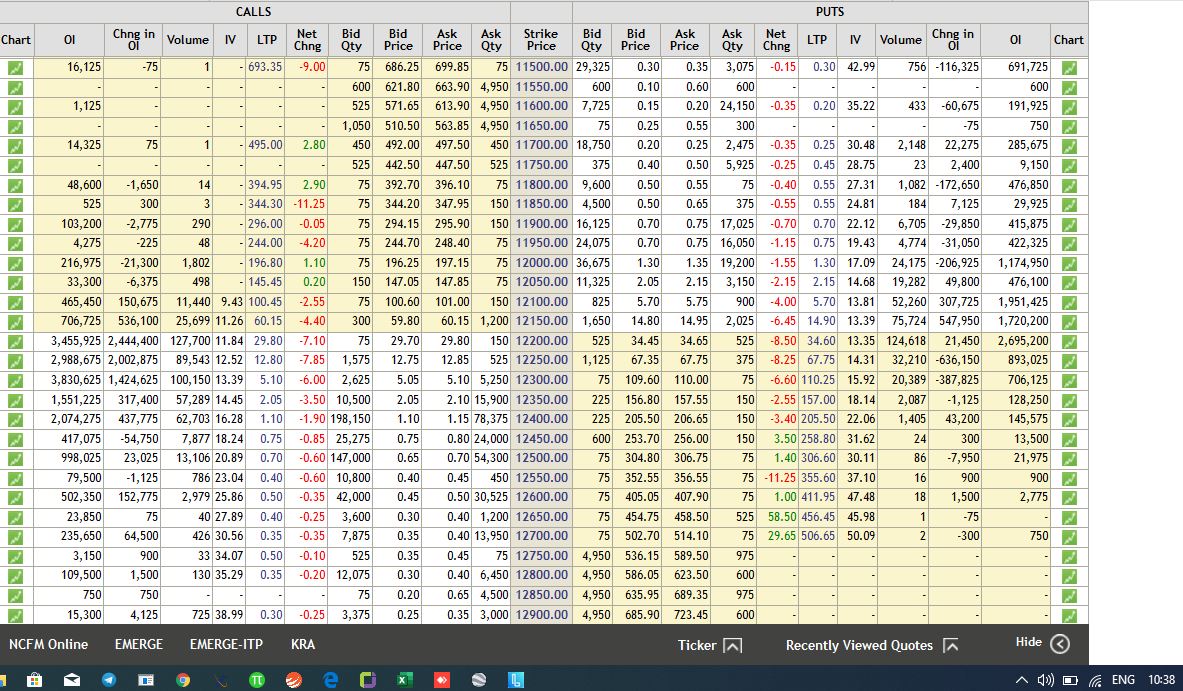 CALLS PUTS
Chart OI Chng in OI Volume IV LTP Net Chng Bid Qty Bid Price Ask Price Ask Qty Strike Price Bid Qty Bid Price Ask Price Ask Qty Net Chng LTP IV Volume Chng in OI OI Chart
16,125 -75 1 - 693.35 -9.00 75 686.25 699.85 75 11500.00 29,325 0.30 0.35 3,075 -0.15 0.30 42.99 756 -116,325 691,725
- - - - - - 600 621.80 663.90 4,950 11550.00 600 0.10 0.60 600 - - - - - 600
1,125 - - - - - 525 571.65 613.90 4,950 11600.00 7,725 0.15 0.20 24,150 -0.35 0.20 35.22 433 -60,675 191,925
- - - - - - 1,050 510.50 563.85 4,950 11650.00 75 0.25 0.55 300 - - - - -75 750
14,325 75 1 - 495.00 2.80 450 492.00 497.50 450 11700.00 18,750 0.20 0.25 2,475 -0.35 0.25 30.48 2,148 22,275 285,675
- - - - - - 525 442.50 447.50 525 11750.00 375 0.40 0.50 5,925 -0.25 0.45 28.75 23 2,400 9,150
48,600 -1,650 14 - 394.95 2.90 75 392.70 396.10 75 11800.00 9,600 0.50 0.55 75 -0.40 0.55 27.31 1,082 -172,650 476,850
525 300 3 - 344.30 -11.25 75 344.20 347.95 150 11850.00 4,500 0.50 0.65 375 -0.55 0.55 24.81 184 7,125 29,925
103,200 -2,775 290 - 296.00 -0.05 75 294.15 295.90 150 11900.00 16,125 0.70 0.75 17,025 -0.70 0.70 22.12 6,705 -29,850 415,875
4,275 -225 48 - 244.00 -4.20 75 244.70 248.40 75 11950.00 24,075 0.70 0.75 16,050 -1.15 0.75 19.43 4,774 -31,050 422,325
216,975 -21,300 1,802 - 196.80 1.10 75 196.25 197.15 75 12000.00 36,675 1.30 1.35 19,200 -1.55 1.30 17.09 24,175 -206,925 1,174,950
33,300 -6,375 498 - 145.45 0.20 150 147.05 147.85 75 12050.00 11,325 2.05 2.15 3,150 -2.15 2.15 14.68 19,282 49,800 476,100
465,450 150,675 11,440 9.43 100.45 -2.55 75 100.60 101.00 150 12100.00 825 5.70 5.75 900 -4.00 5.70 13.81 52,260 307,725 1,951,425
706,725 536,100 25,699 11.26 60.15 -4.40 300 59.80 60.15 1,200 12150.00 1,650 14.80 14.95 2,025 -6.45 14.90 13.39 75,724 547,950 1,720,200
3,455,925 2,444,400 127,700 11.84 29.80 -7.10 75 29.70 29.80 150 12200.00 525 34.45 34.65 525 -8.50 34.60 13.35 124,618 21,450 2,695,200
2,988,675 2,002,875 89,543 12.52 12.80 -7.85 1,575 12.75 12.85 525 12250.00 1,125 67.35 67.75 375 -8.25 67.75 14.31 32,210 -636,150 893,025
3,830,625 1,424,625 100,150 13.39 5.10 -6.00 2,625 5.05 5.10 5,250 12300.00 75 109.60 110.00 75 -6.60 110.25 15.92 20,389 -387,825 706,125
1,551,225 317,400 57,289 14.45 2.05 -3.50 10,500 2.05 2.10 15,900 12350.00 225 156.80 157.55 150 -2.55 157.00 18.14 2,087 -1,125 128,250
2,074,275 437,775 62,703 16.28 1.10 -1.90 198,150 1.10 1.15 78,375 12400.00 225 205.50 206.65 150 -3.40 205.50 22.06 1,405 43,200 145,575
417,075 -54,750 7,877 18.24 0.75 -0.85 25,275 0.75 0.80 24,000 12450.00 600 253.70 256.00 150 3.50 258.80 31.62 24 300 13,500
998,025 23,025 13,106 20.89 0.70 -0.60 147,000 0.65 0.70 54,300 12500.00 75 304.80 306.75 75 1.40 306.60 30.11 86 -7,950 21,975
79,500 -1,125 786 23.04 0.40 -0.60 10,800 0.40 0.45 450 12550.00 75 352.55 356.55 75 -11.25 355.60 37.10 16 900 900
502,350 152,775 2,979 25.86 0.50 -0.35 42,000 0.45 0.50 30,525 12600.00 75 405.05 407.90 75 1.00 411.95 47.48 18 1,500 2,775
23,850 75 40 27.89 0.40 -0.25 3,600 0.30 0.40 1,200 12650.00 75 454.75 458.50 525 58.50 456.45 45.98 1 -75 -
235,650 64,500 426 30.56 0.35 -0.35 7,875 0.35 0.40 13,950 12700.00 75 502.70 514.10 75 29.65 506.65 50.09 2 -300 750
3,150 900 33 34.07 0.50 -0.10 525 0.35 0.45 75 12750.00 4,950 536.15 589.50 975 - - - - - -
109,500 1,500 130 35.29 0.35 -0.20 12,075 0.30 0.40 6,450 12800.00 4,950 586.05 623.50 600 - - - - - -
750 750 - - - - 75 0.20 0.65 4,500 12850.00 4,950 635.95 689.35 975 - - - - - -
15,300 4,125 725 38.99 0.30 -0.25 3,375 0.25 0.35 3,000 12900.00 4,950 685.90 723.45 600 - - - - - -
NCFM Online EMERGE EMERGE-ITP KRA Ticker Recently Viewed Quotes Hide
ENG 10:38